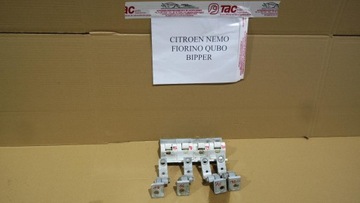 TAC
CITROEN NEMO
FIORINO QUBO
BIPPER